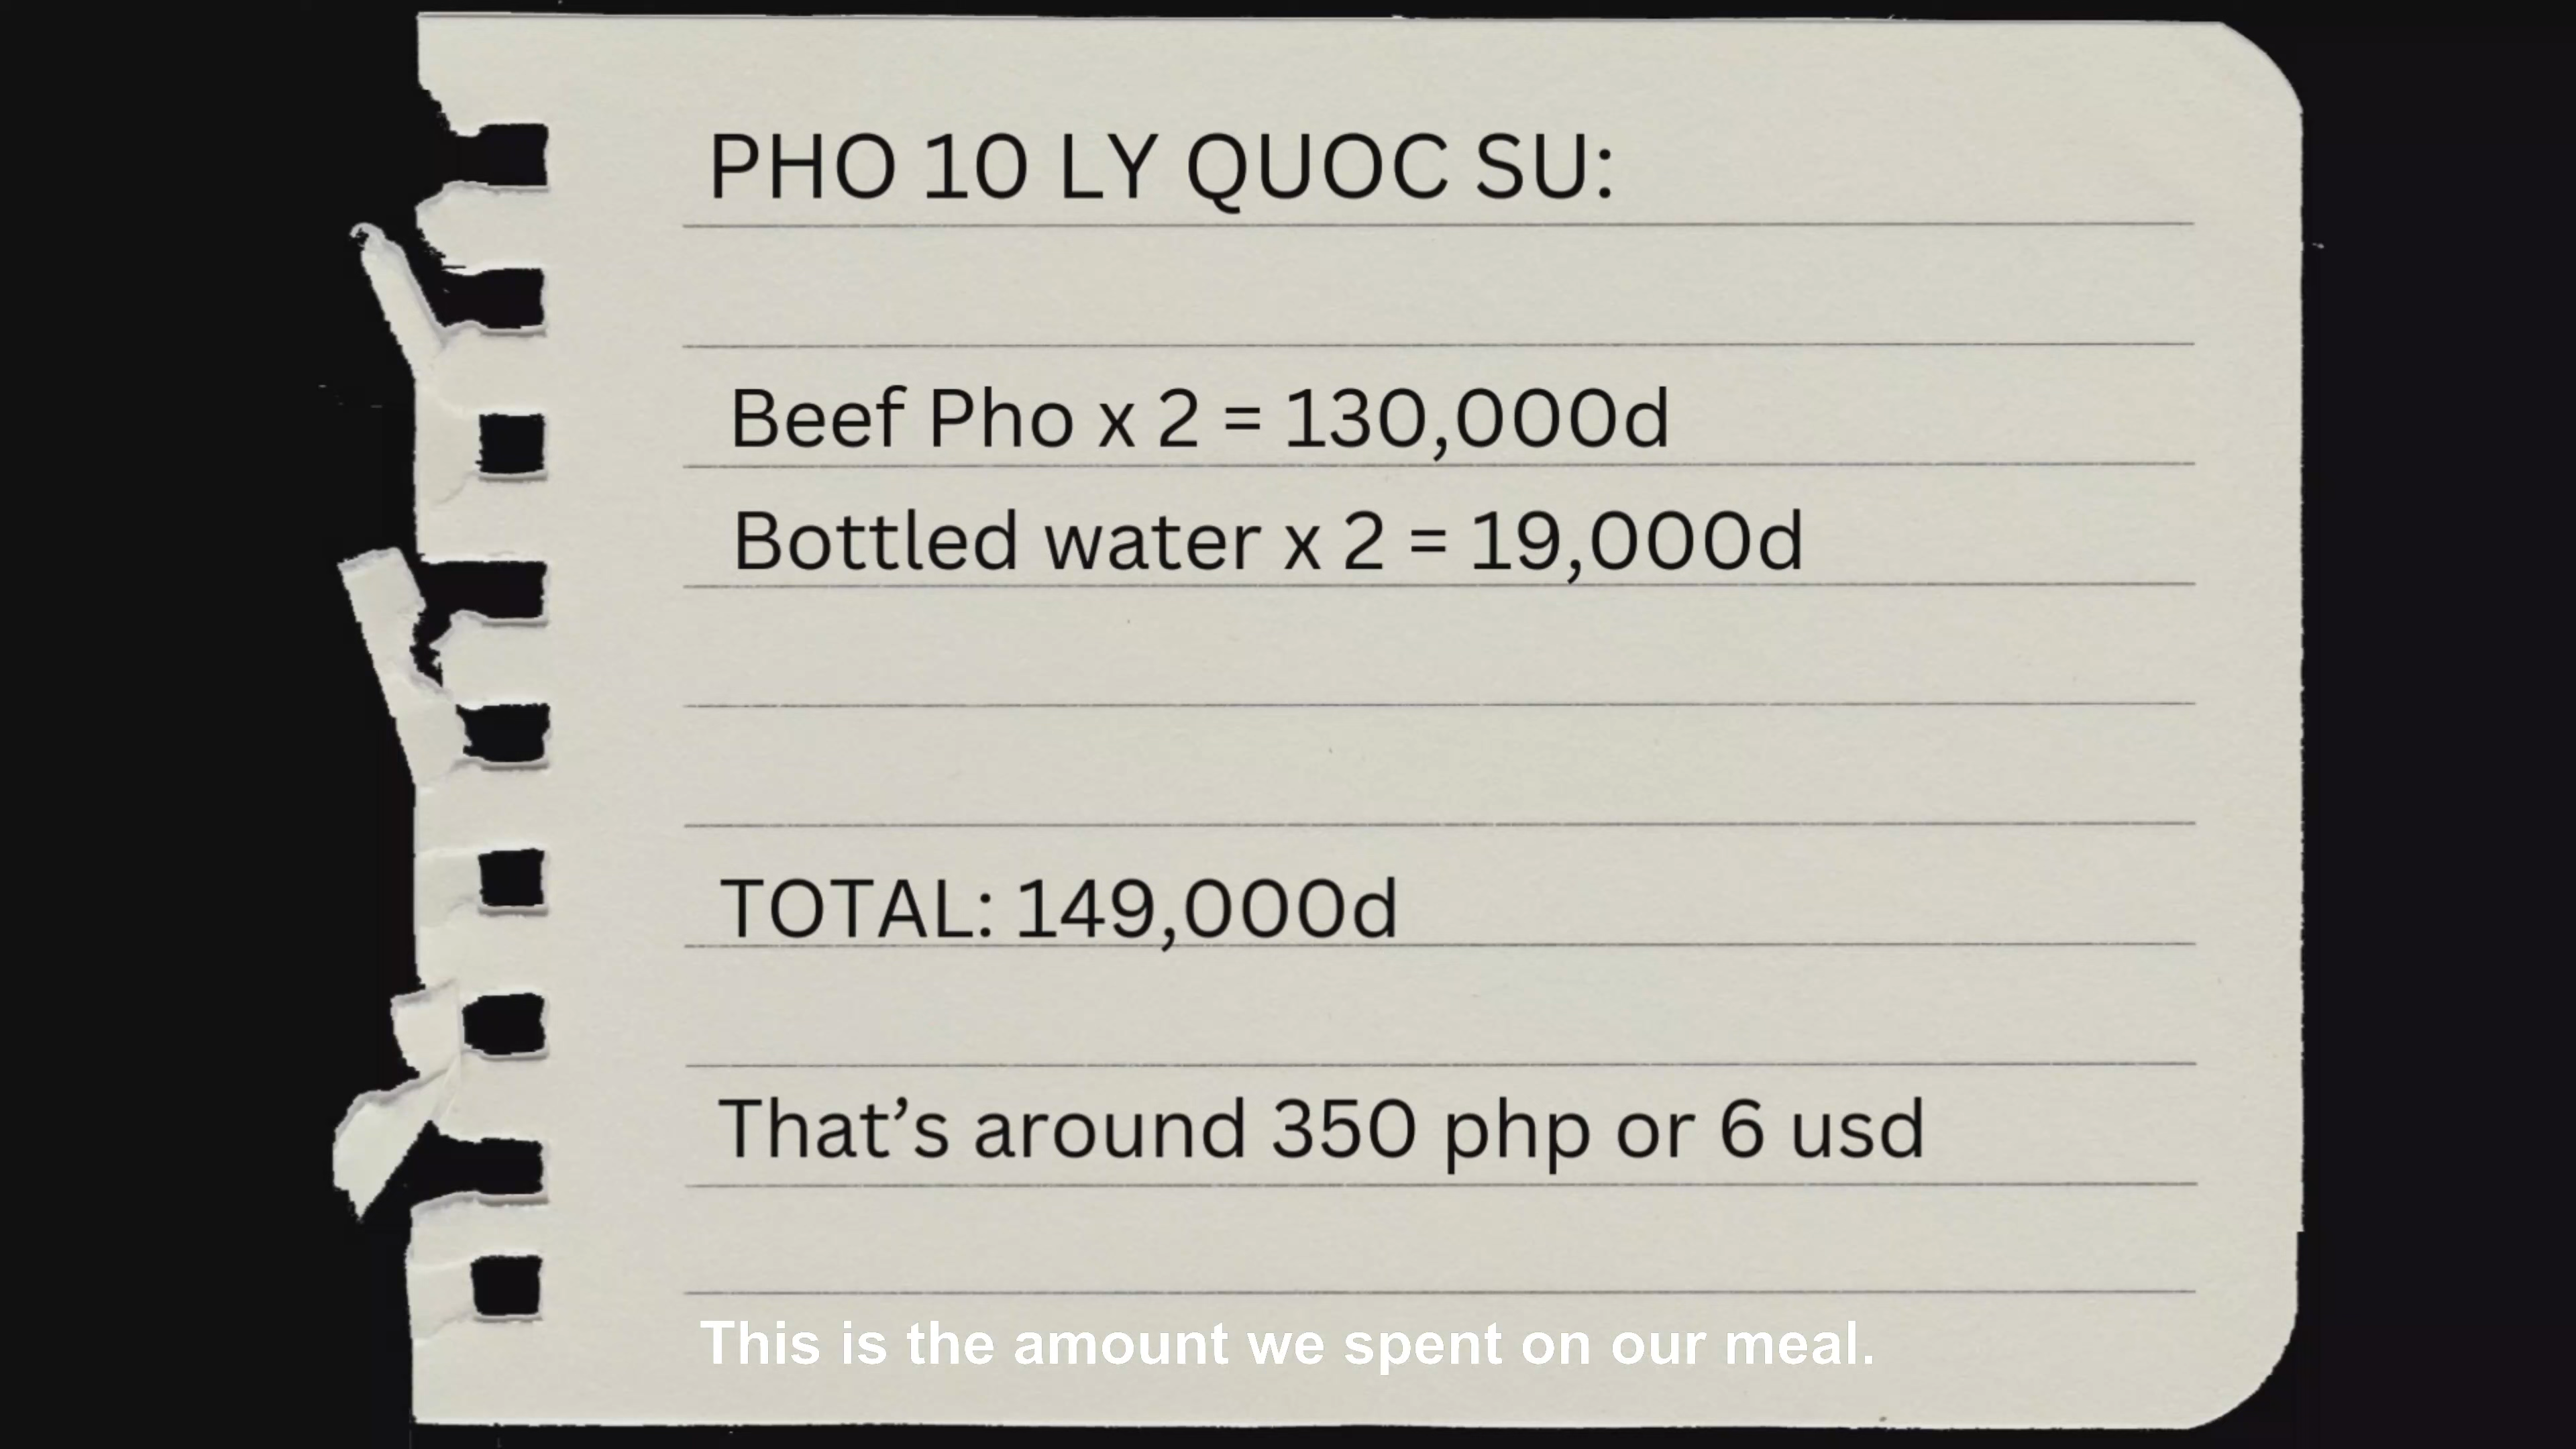 PHO 10 LY QUOC SU:
Beef Pho x 2 = 130,000d
Bottled water x 2 = 19,000d
TOTAL: 149,000d
That’s around 350 php or 6 usd
This is the amount we spent on our meal.